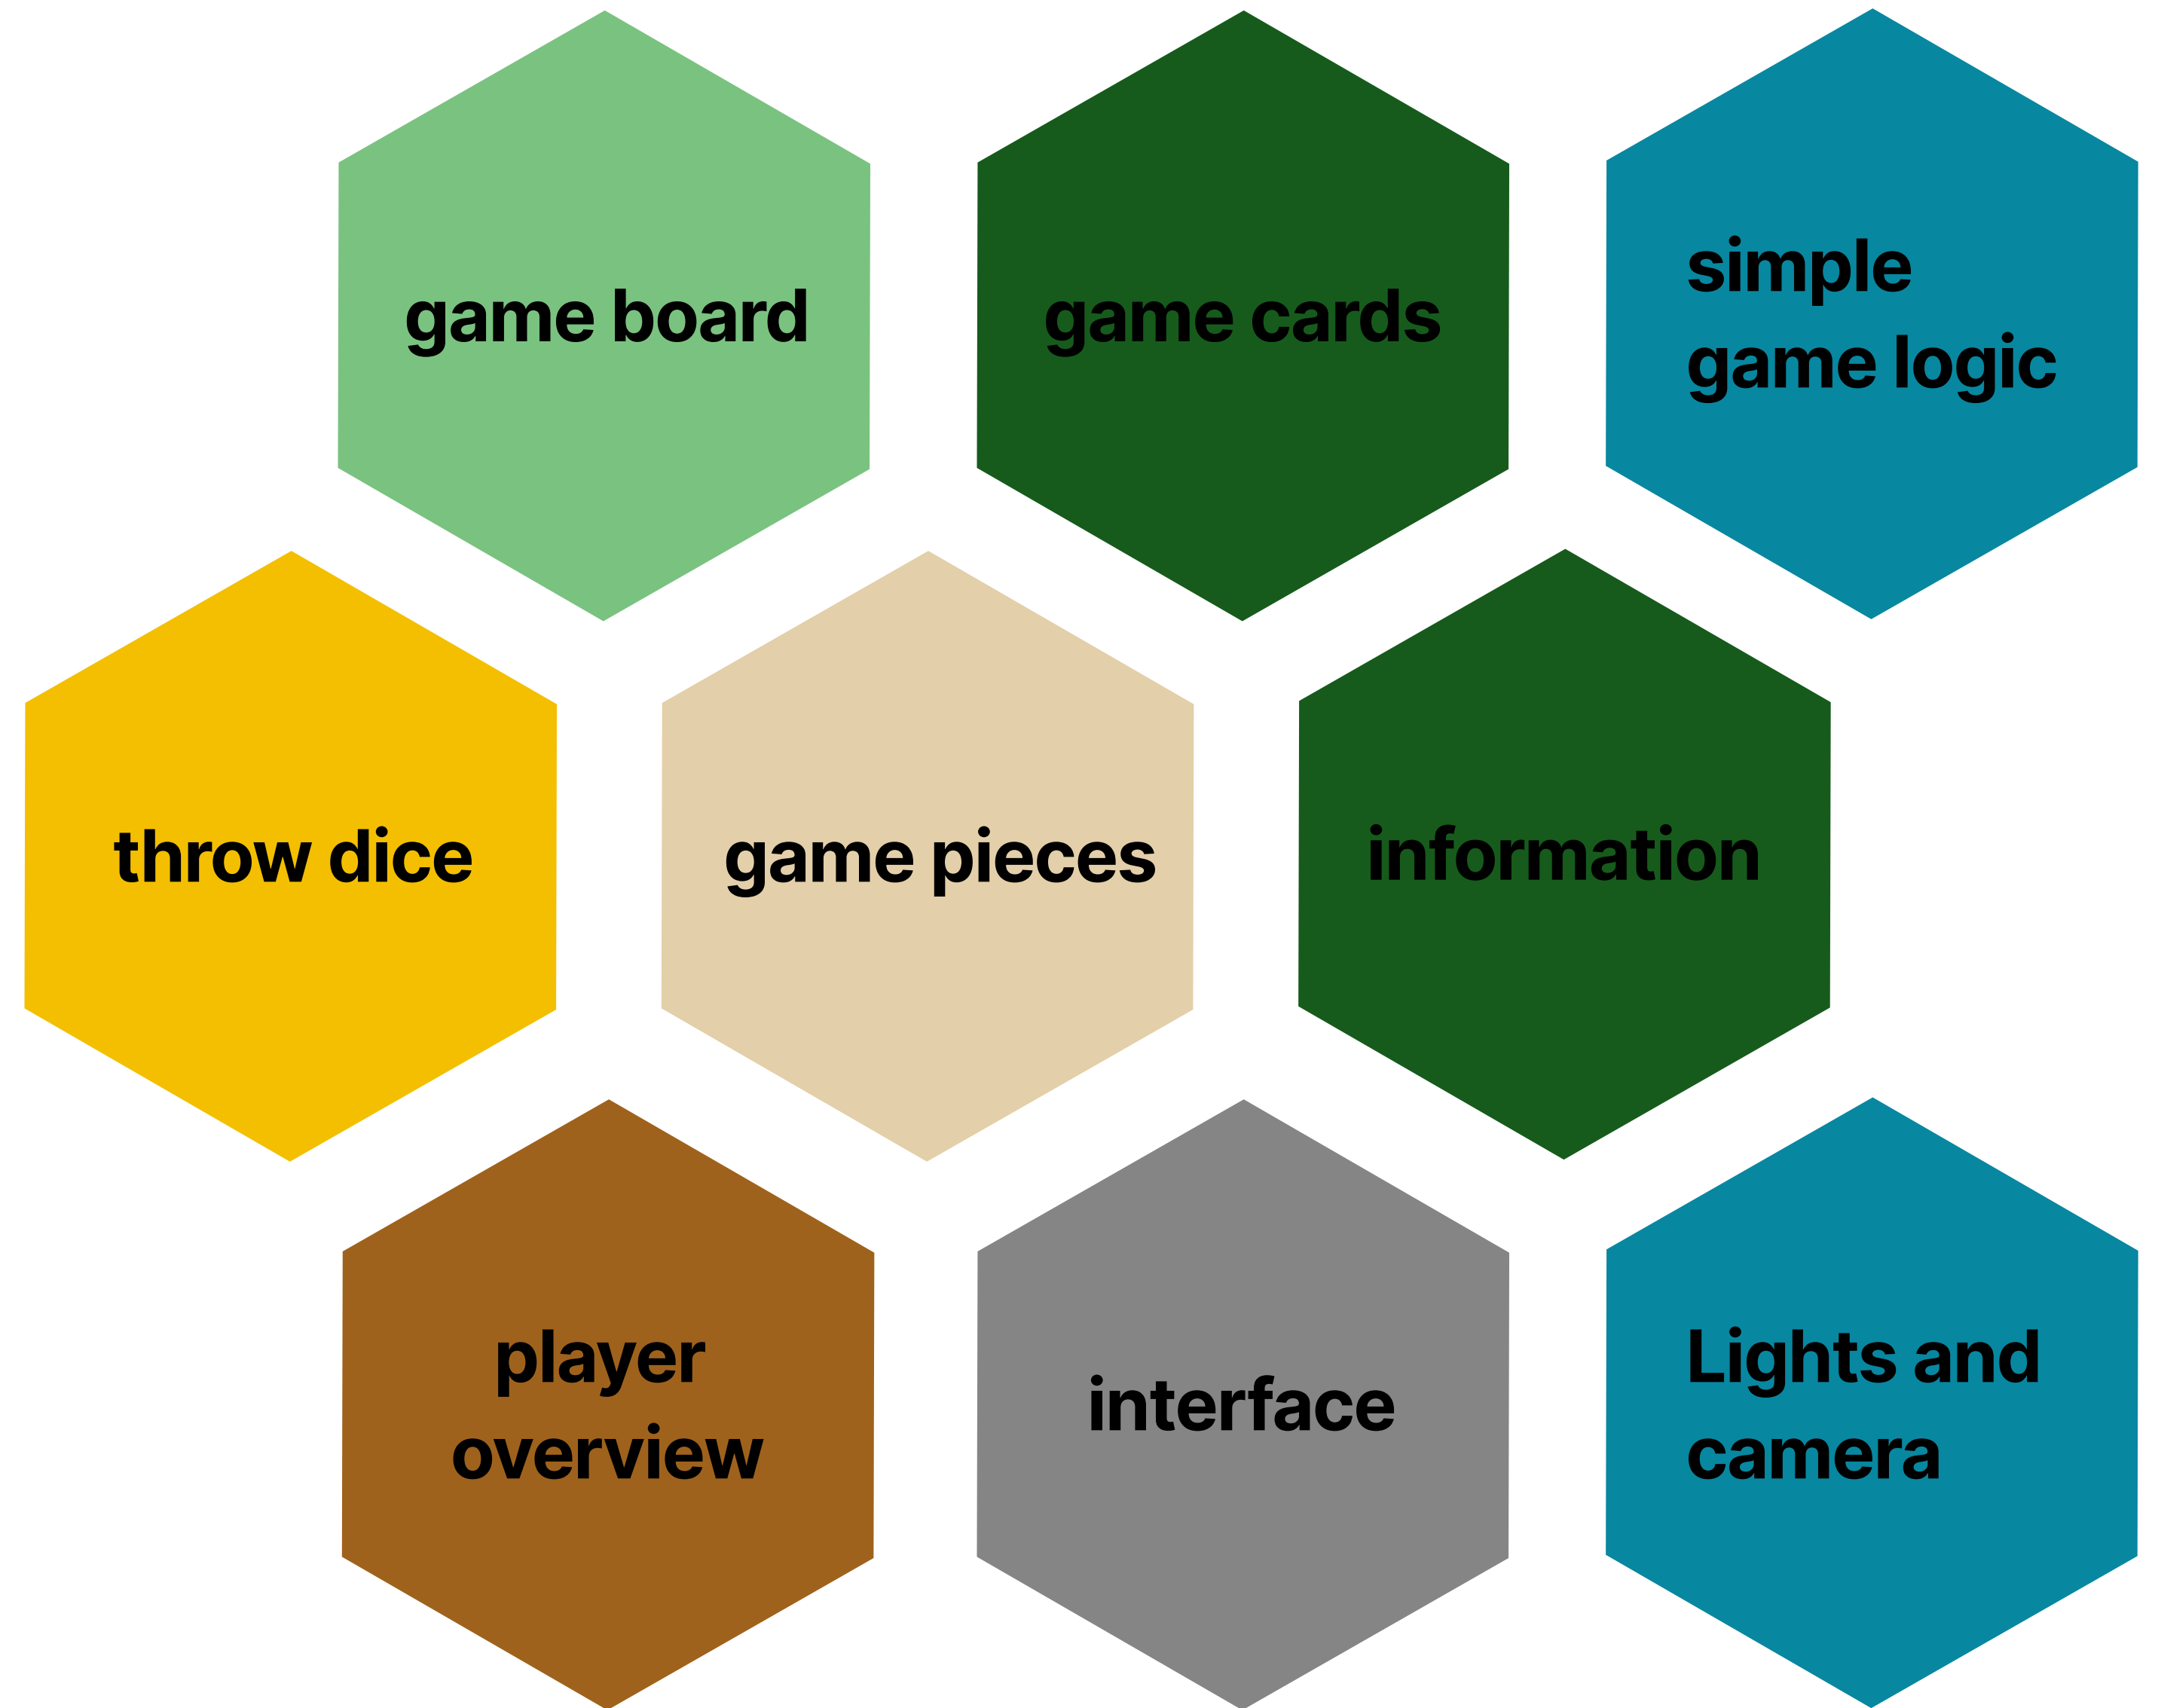 game board
game cards
simple
game logic
throw dice
game pieces
information
player
overview
interface
Lights and
camera